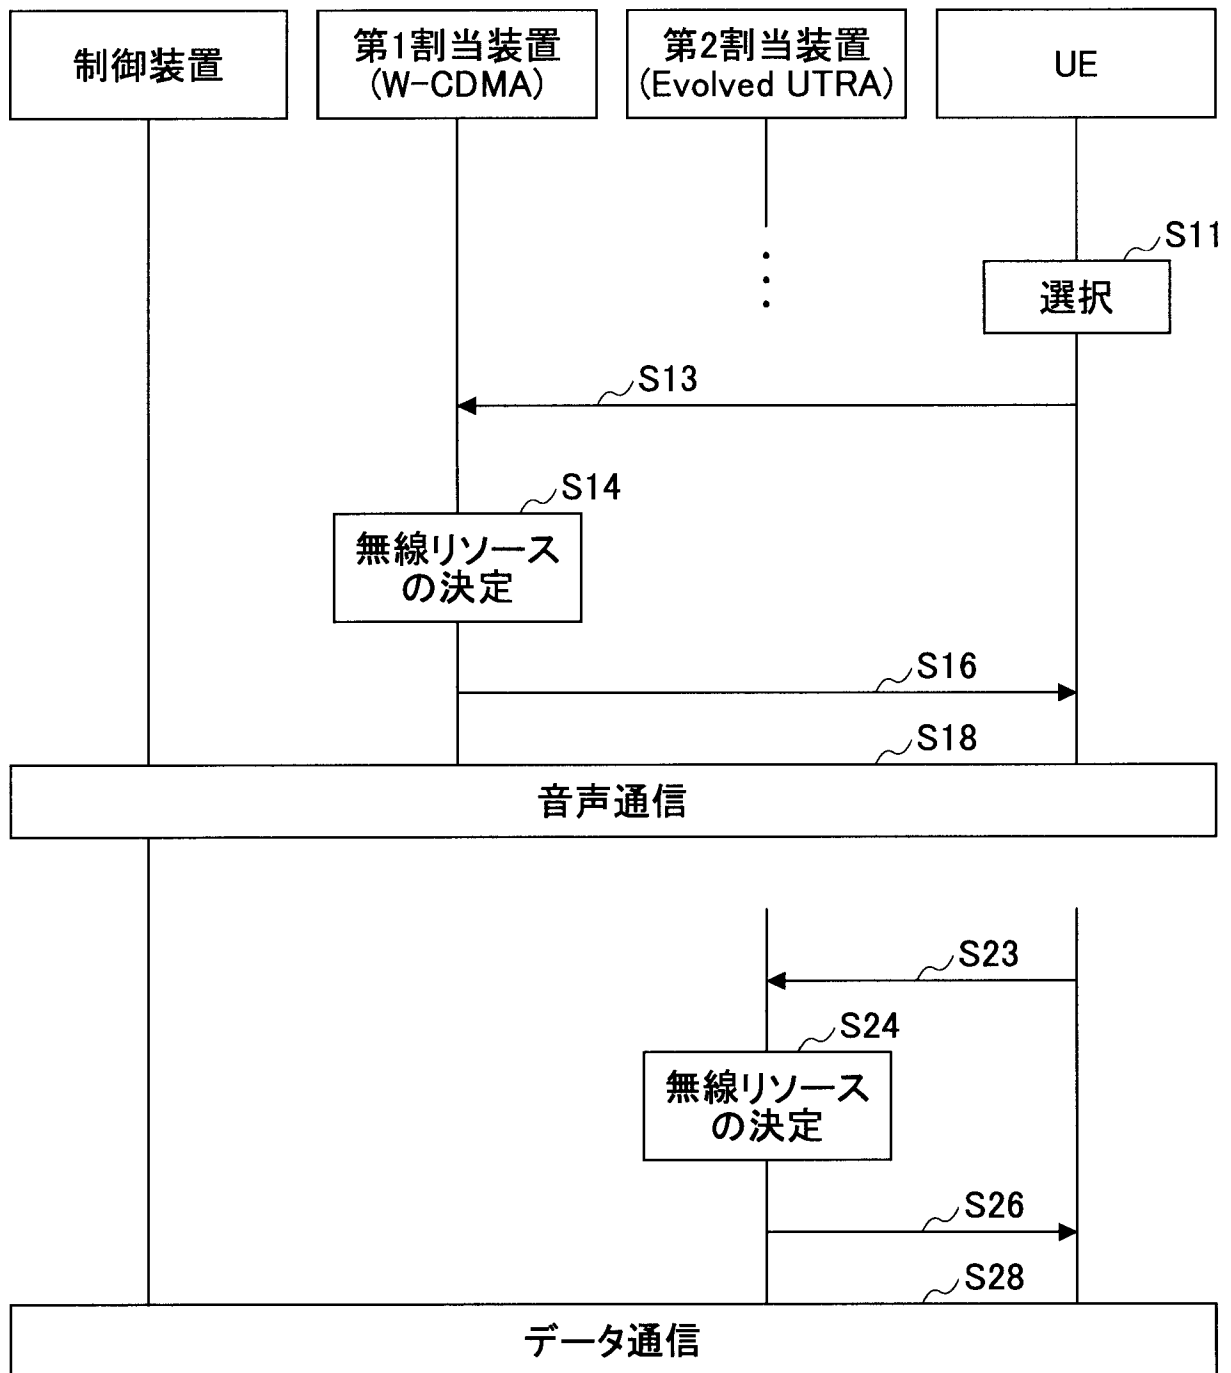 制御装置
第1割当装置
(W-CDMA)
第2割当装置
(Evolved UTRA)
UE
S11
選択
S13
S14
無線リソース
の決定
S16
S18
音声通信
S23
S24
無線リソース
の決定
S26
S28
データ通信